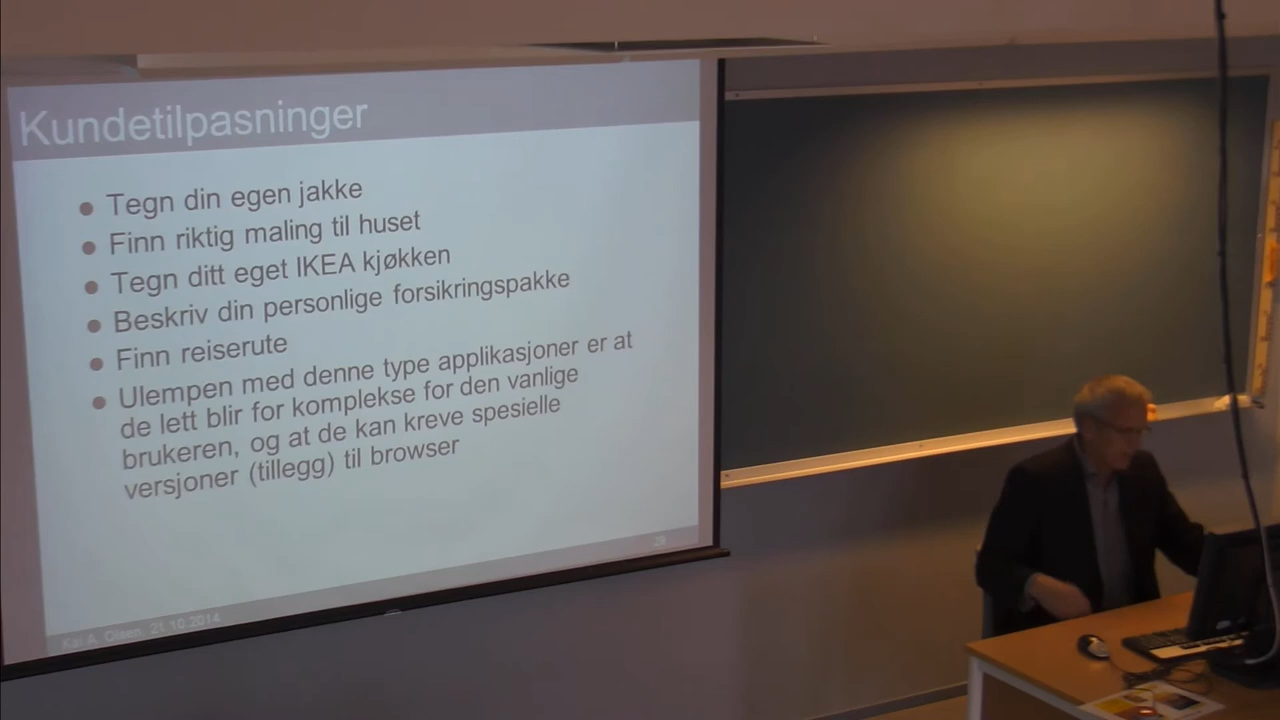 Kundetilpasninger
Tegn din egen jakke
Finn riktig maling til huset
Tegn ditt eget IKEA kjøkken
Beskriv din personlige forsikringspakke
Finn reiserute
Ulempen med denne type applikasjoner er at
de lett blir for komplekse for den vanlige
brukeren, og at de kan kreve spesielle
versjoner (tillegg) til browser
Kai A. Olsen, 21.10.2014